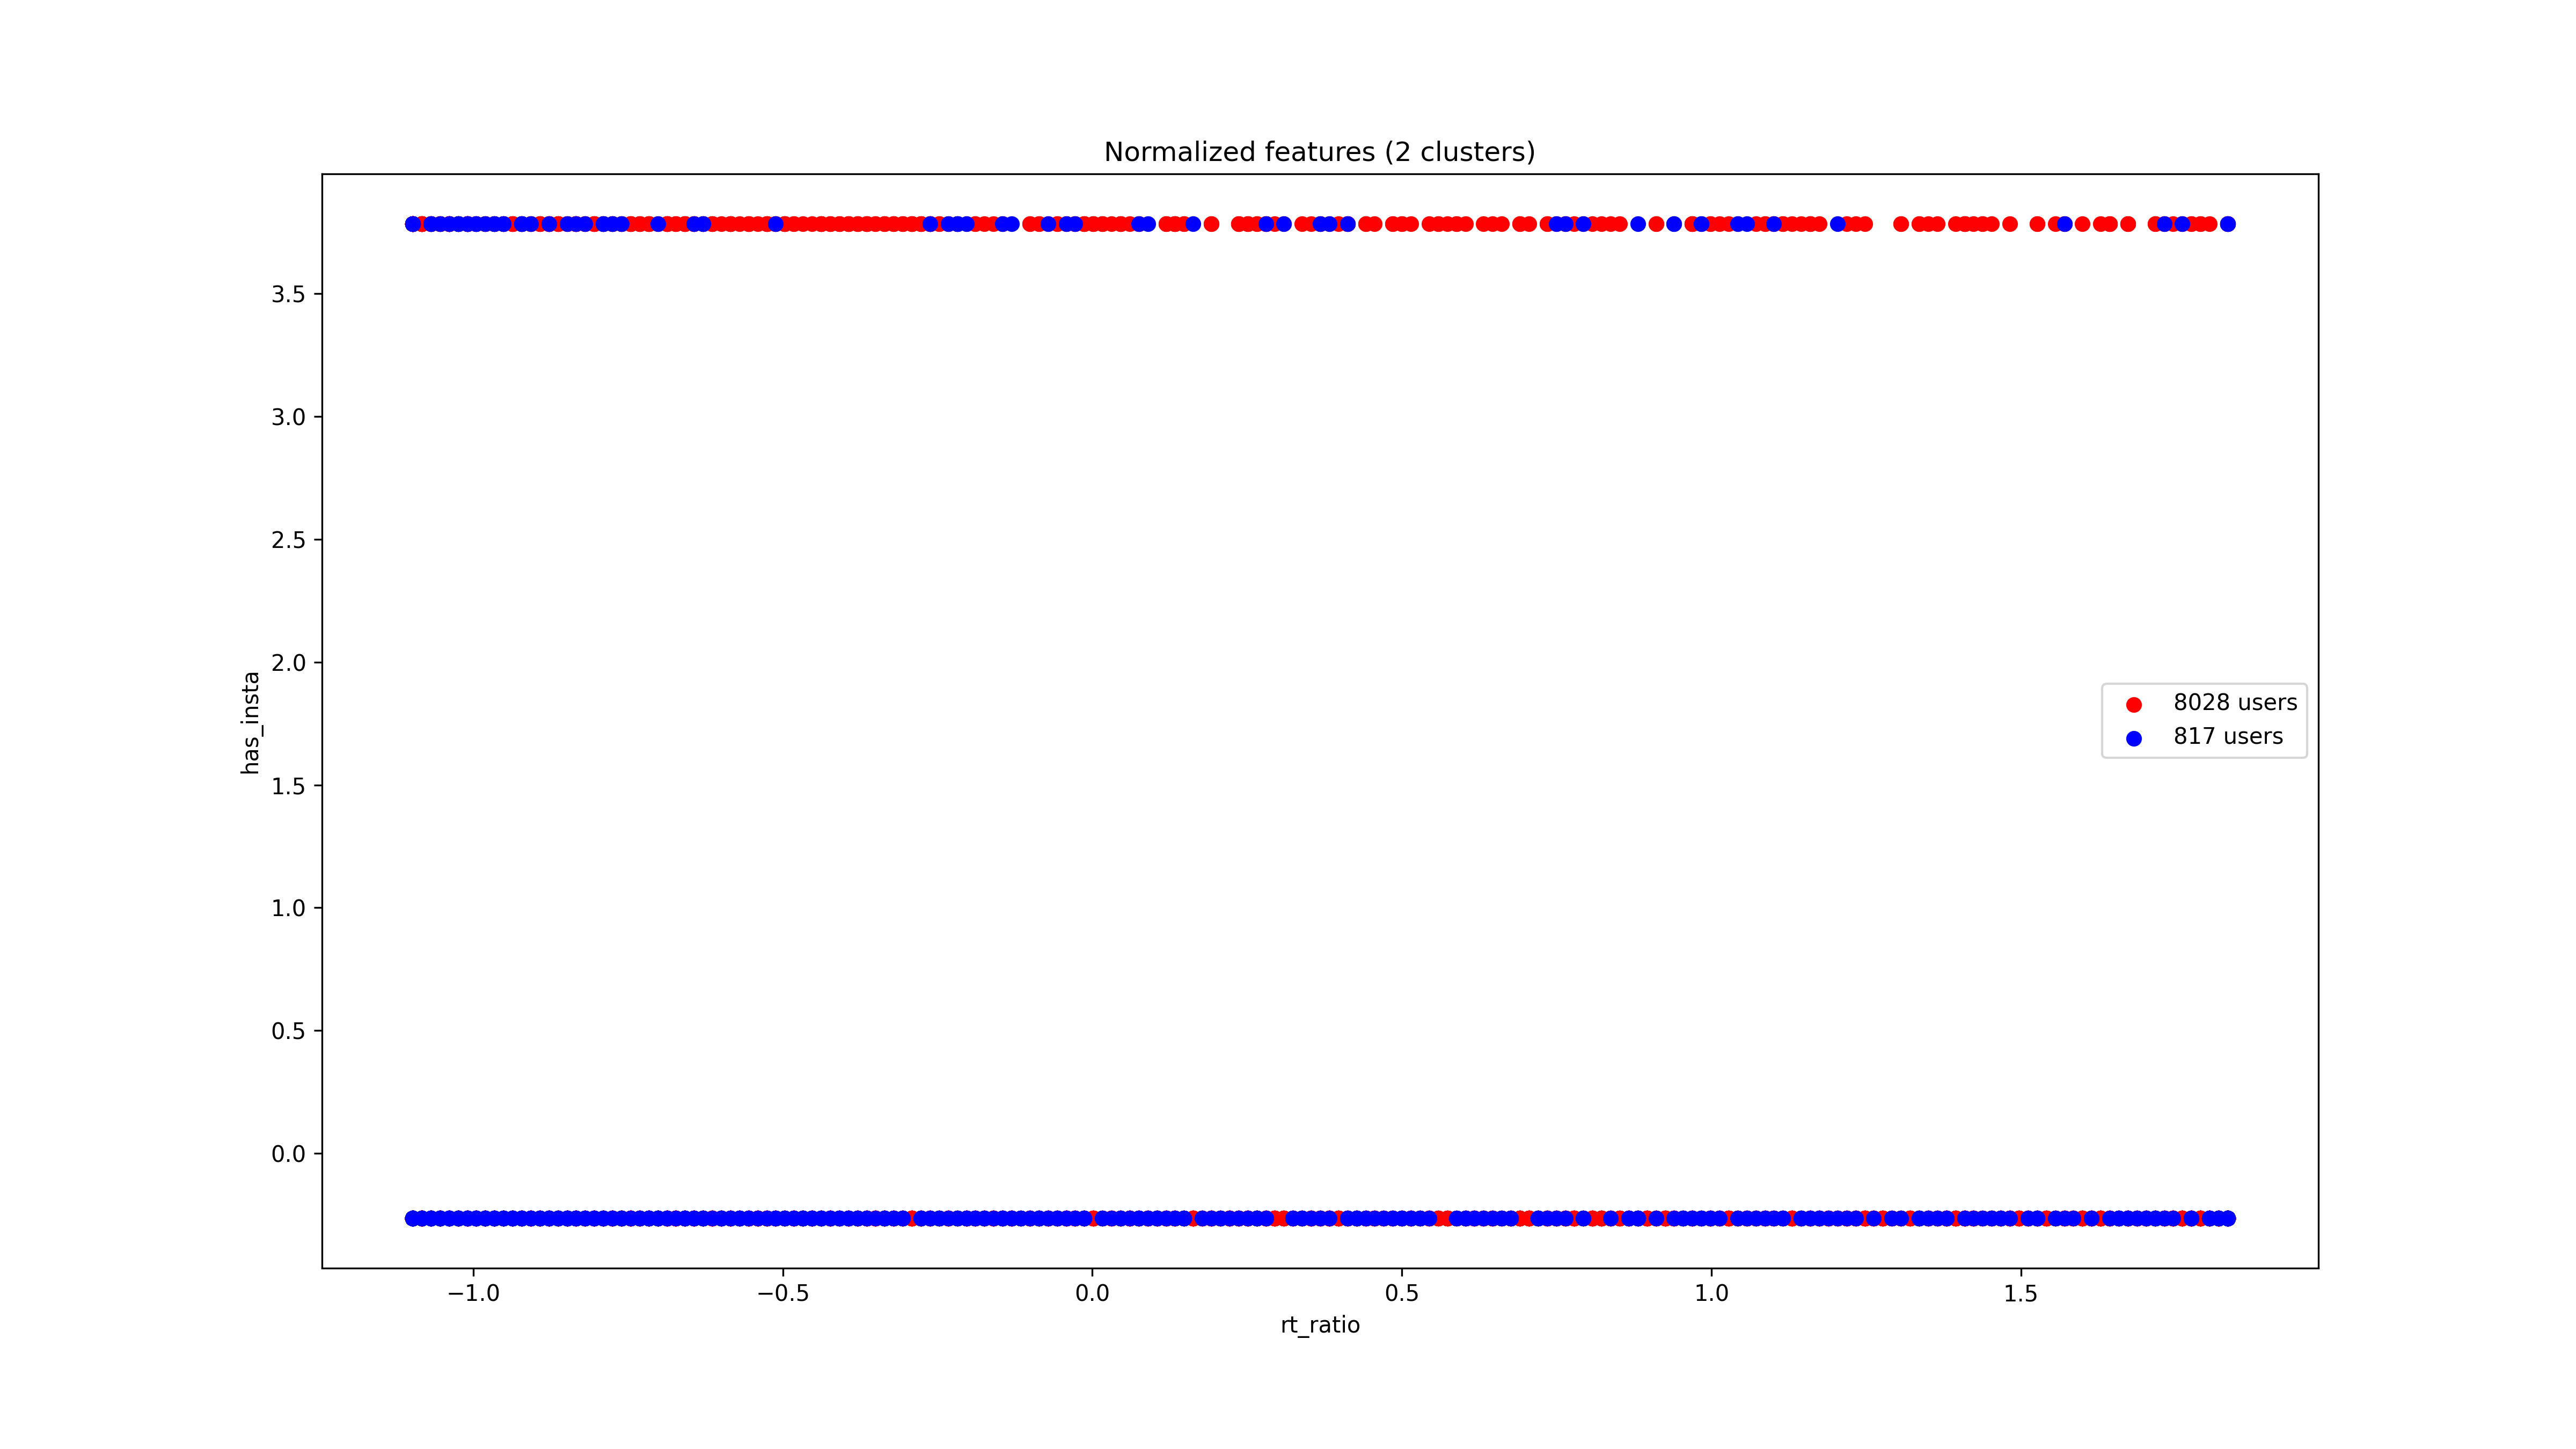 Normalized features (2 clusters)
3.5
3.0
2.5
2.0
1.5
1.0
0.5
0.0
has_insta
8028 users
817 users
−1.0 −0.5 0.0 0.5 1.0 1.5
rt_ratio